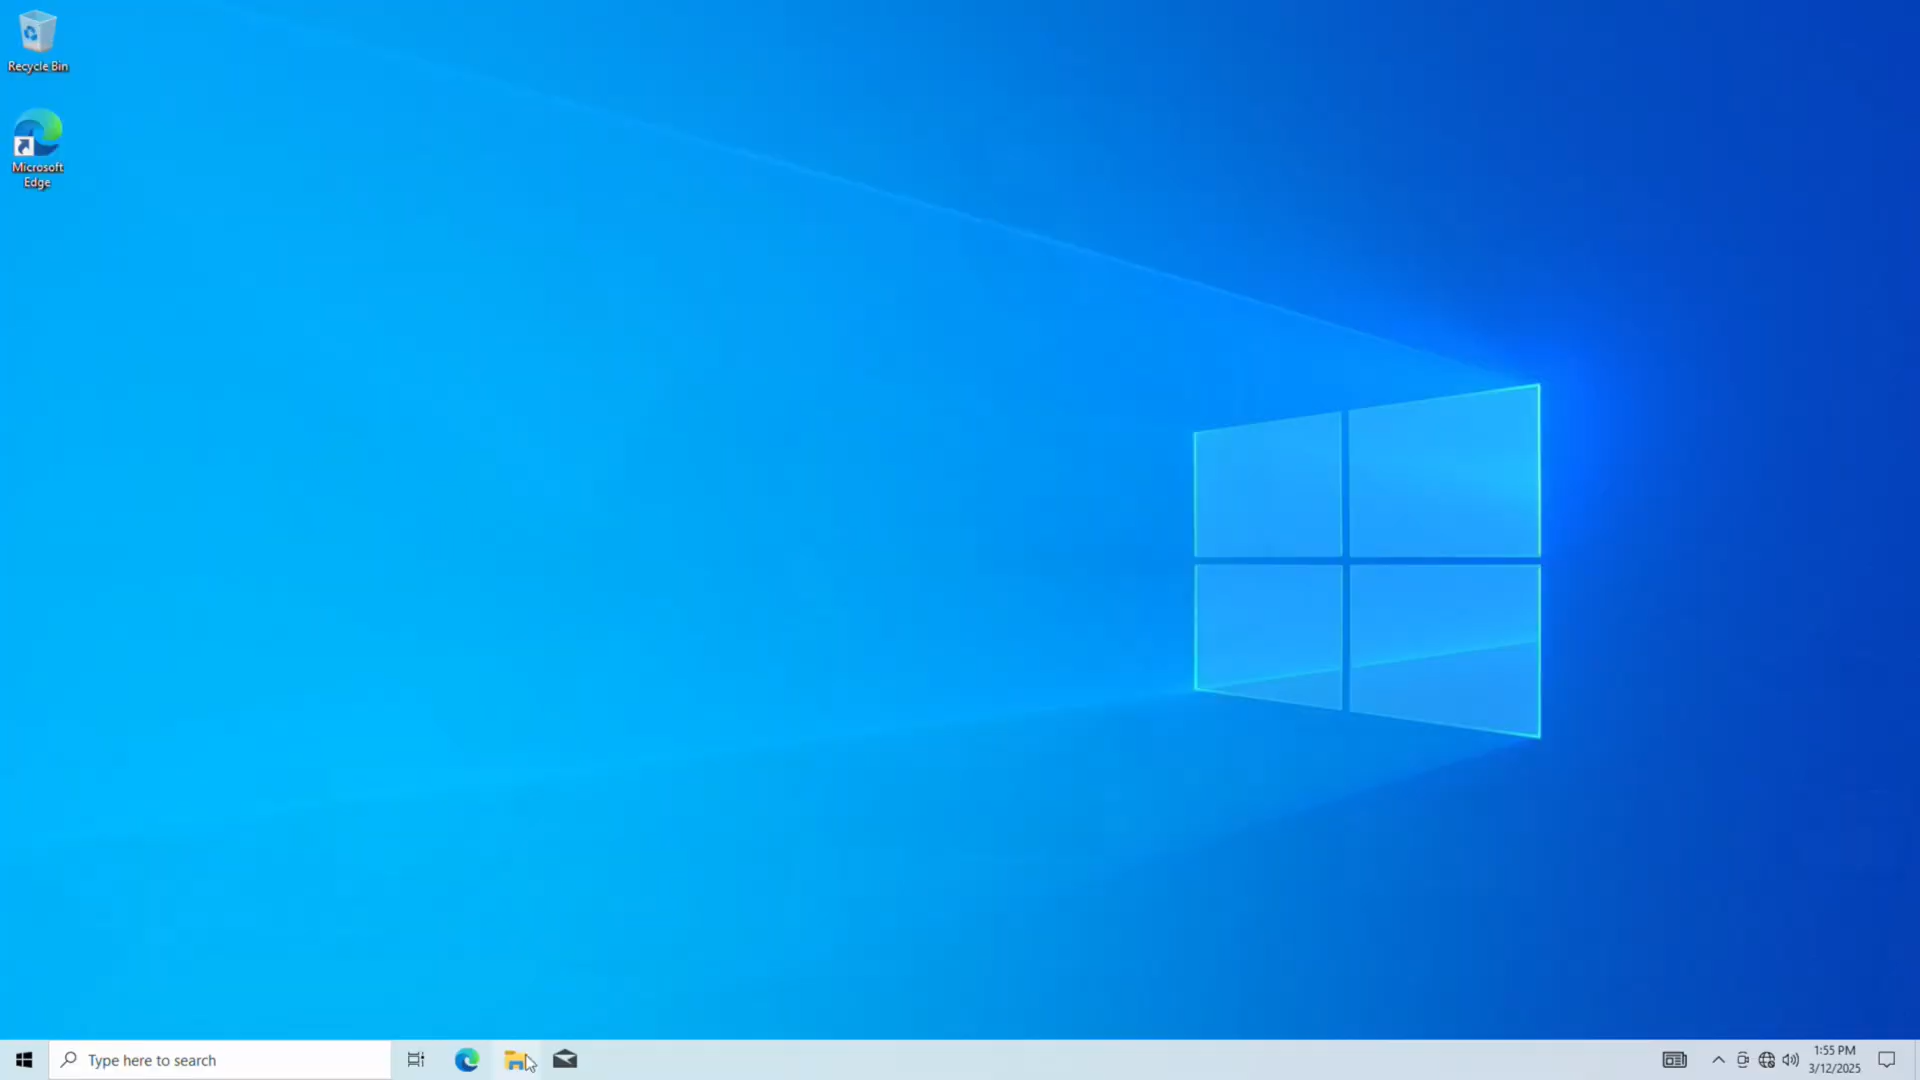 Recycle Bin
Microsoft
Edge
Type here to search
1:55 PM
3/12/2025